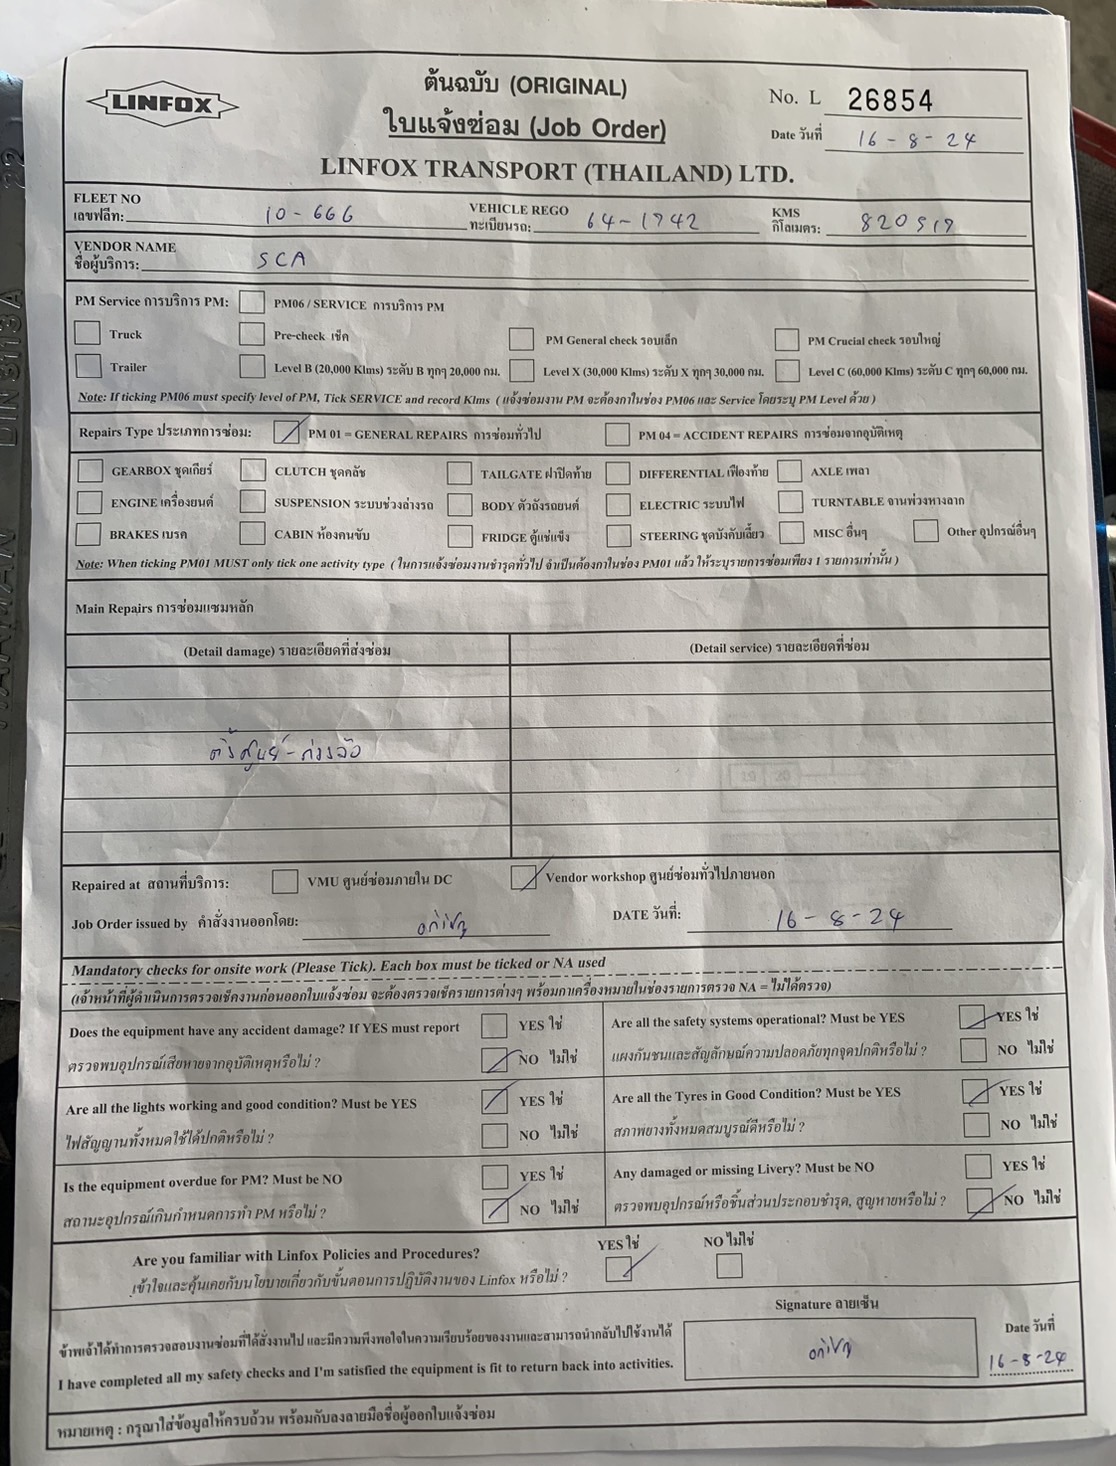 LINFOX
ต้นฉบับ (ORIGINAL)
ใบแจ้งซ่อม (Job Order)
No. L 26854
Date วันที่ 16-8-24
LINFOX TRANSPORT (THAILAND) LTD.
FLEET NO
เลขฟลีท: 10-666
VEHICLE REGO
ทะเบียนรถ: 64-1942
KMS
กิโลเมตร: 820519
VENDOR NAME
ชื่อผู้บริการ: SCA
PM Service การบริการ PM: PM06 / SERVICE การบริการ PM
Truck Pre-check เช็ค PM General check รอบเล็ก PM Crucial check รอบใหญ่
Trailer Level B (20,000 Klms) ระดับ B ทุกๆ 20,000 กม. Level X (30,000 Klms) ระดับ X ทุกๆ 30,000 กม. Level C (60,000 Klms) ระดับ C ทุกๆ 60,000 กม.
Note: If ticking PM06 must specify level of PM, Tick SERVICE and record Klms ( แจ้งซ่อมงาน PM จะต้องกาในช่อง PM06 และ Service โดยระบุ PM Level ด้วย )
Repairs Type ประเภทการซ่อม: PM 01 = GENERAL REPAIRS การซ่อมทั่วไป PM 04 = ACCIDENT REPAIRS การซ่อมจากอุบัติเหตุ
GEARBOX ชุดเกียร์ CLUTCH ชุดคลัช TAILGATE ฝาปิดท้าย DIFFERENTIAL เฟืองท้าย AXLE เพลา
ENGINE เครื่องยนต์ SUSPENSION ระบบช่วงล่างรถ BODY ตัวถังรถยนต์ ELECTRIC ระบบไฟ TURNTABLE จานพ่วงหางลาก
BRAKES เบรค CABIN ห้องคนขับ FRIDGE ตู้แช่แข็ง STEERING ชุดบังคับเลี้ยว MISC อื่นๆ Other อุปกรณ์อื่นๆ
Note: When ticking PM01 MUST only tick one activity type ( ในการแจ้งซ่อมงานชำรุดทั่วไป จำเป็นต้องกาในช่อง PM01 แล้ว ให้ระบุรายการซ่อมเพียง 1 รายการเท่านั้น )
Main Repairs การซ่อมแซมหลัก
(Detail damage) รายละเอียดที่ส่งซ่อม (Detail service) รายละเอียดที่ซ่อม
ตั้งศูนย์-ถ่วงล้อ
Repaired at สถานที่บริการ: VMU ศูนย์ซ่อมภายใน DC Vendor workshop ศูนย์ซ่อมทั่วไปภายนอก
Job Order issued by คำสั่งงานออกโดย: DATE วันที่: 16-8-24
Mandatory checks for onsite work (Please Tick). Each box must be ticked or NA used
(เจ้าหน้าที่ผู้ดำเนินการตรวจเช็คงานก่อนออกใบแจ้งซ่อม จะต้องตรวจเช็ครายการต่างๆ พร้อมกาเครื่องหมายในช่องรายการตรวจ NA = ไม่ได้ตรวจ)
Does the equipment have any accident damage? If YES must report YES ใช่
ตรวจพบอุปกรณ์เสียหายจากอุบัติเหตุหรือไม่ ? NO ไม่ใช่
Are all the safety systems operational? Must be YES YES ใช่
แผงกันชนและสัญลักษณ์ความปลอดภัยทุกจุดปกติหรือไม่ ? NO ไม่ใช่
Are all the lights working and good condition? Must be YES YES ใช่
ไฟสัญญานทั้งหมดใช้ได้ปกติหรือไม่ ? NO ไม่ใช่
Are all the Tyres in Good Condition? Must be YES YES ใช่
สภาพยางทั้งหมดสมบูรณ์ดีหรือไม่ ? NO ไม่ใช่
Is the equipment overdue for PM? Must be NO YES ใช่
สถานะอุปกรณ์เกินกำหนดการทำ PM หรือไม่ ? NO ไม่ใช่
Any damaged or missing Livery? Must be NO YES ใช่
ตรวจพบอุปกรณ์หรือชิ้นส่วนประกอบชำรุด, สูญหายหรือไม่ ? NO ไม่ใช่
Are you familiar with Linfox Policies and Procedures? YES ใช่ NO ไม่ใช่
เข้าใจและคุ้นเคยกับนโยบายเกี่ยวกับขั้นตอนการปฏิบัติงานของ Linfox หรือไม่ ?
Signature ลายเซ็น
Date วันที่
ข้าพเจ้าได้ทำการตรวจสอบงานซ่อมที่ได้สั่งงานไป และมีความพึงพอใจในความเรียบร้อยของงานและสามารถนำกลับไปใช้งานได้
I have completed all my safety checks and I'm satisfied the equipment is fit to return back into activities.
16-8-24
หมายเหตุ : กรุณาใส่ข้อมูลให้ครบถ้วน พร้อมกับลงลายมือชื่อผู้ออกใบแจ้งซ่อม